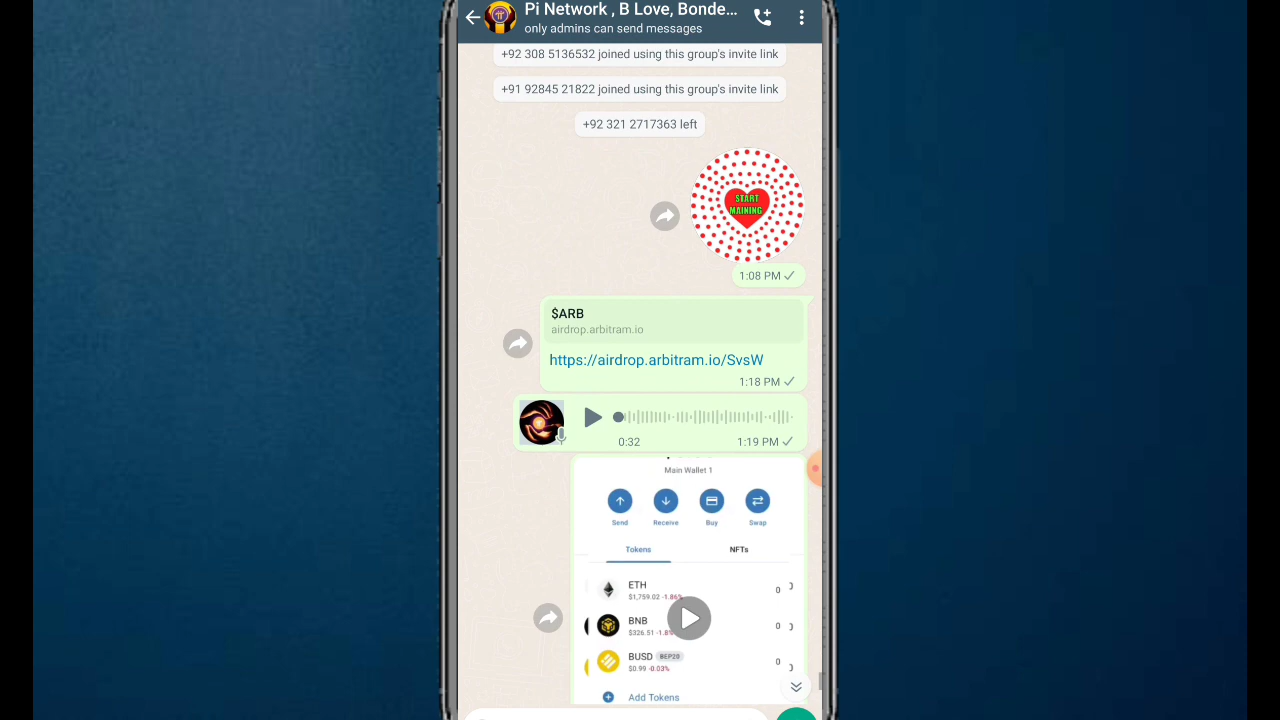 Pi Network , B Love, Bonde...
only admins can send messages
+92 308 5136532 joined using this group's invite link
+91 92845 21822 joined using this group's invite link
+92 321 2717363 left
START
MAINING
1:08 PM
$ARB
airdrop.arbitram.io
https://airdrop.arbitram.io/SvsW
1:18 PM
0:32
1:19 PM
Main Wallet 1
Send Receive Buy Swap
Tokens NFTs
ETH
$1,759.02 -1.86%
0
BNB
$326.51 -1.8
0
BUSD BEP20
$0.99 -0.03%
0
Add Tokens